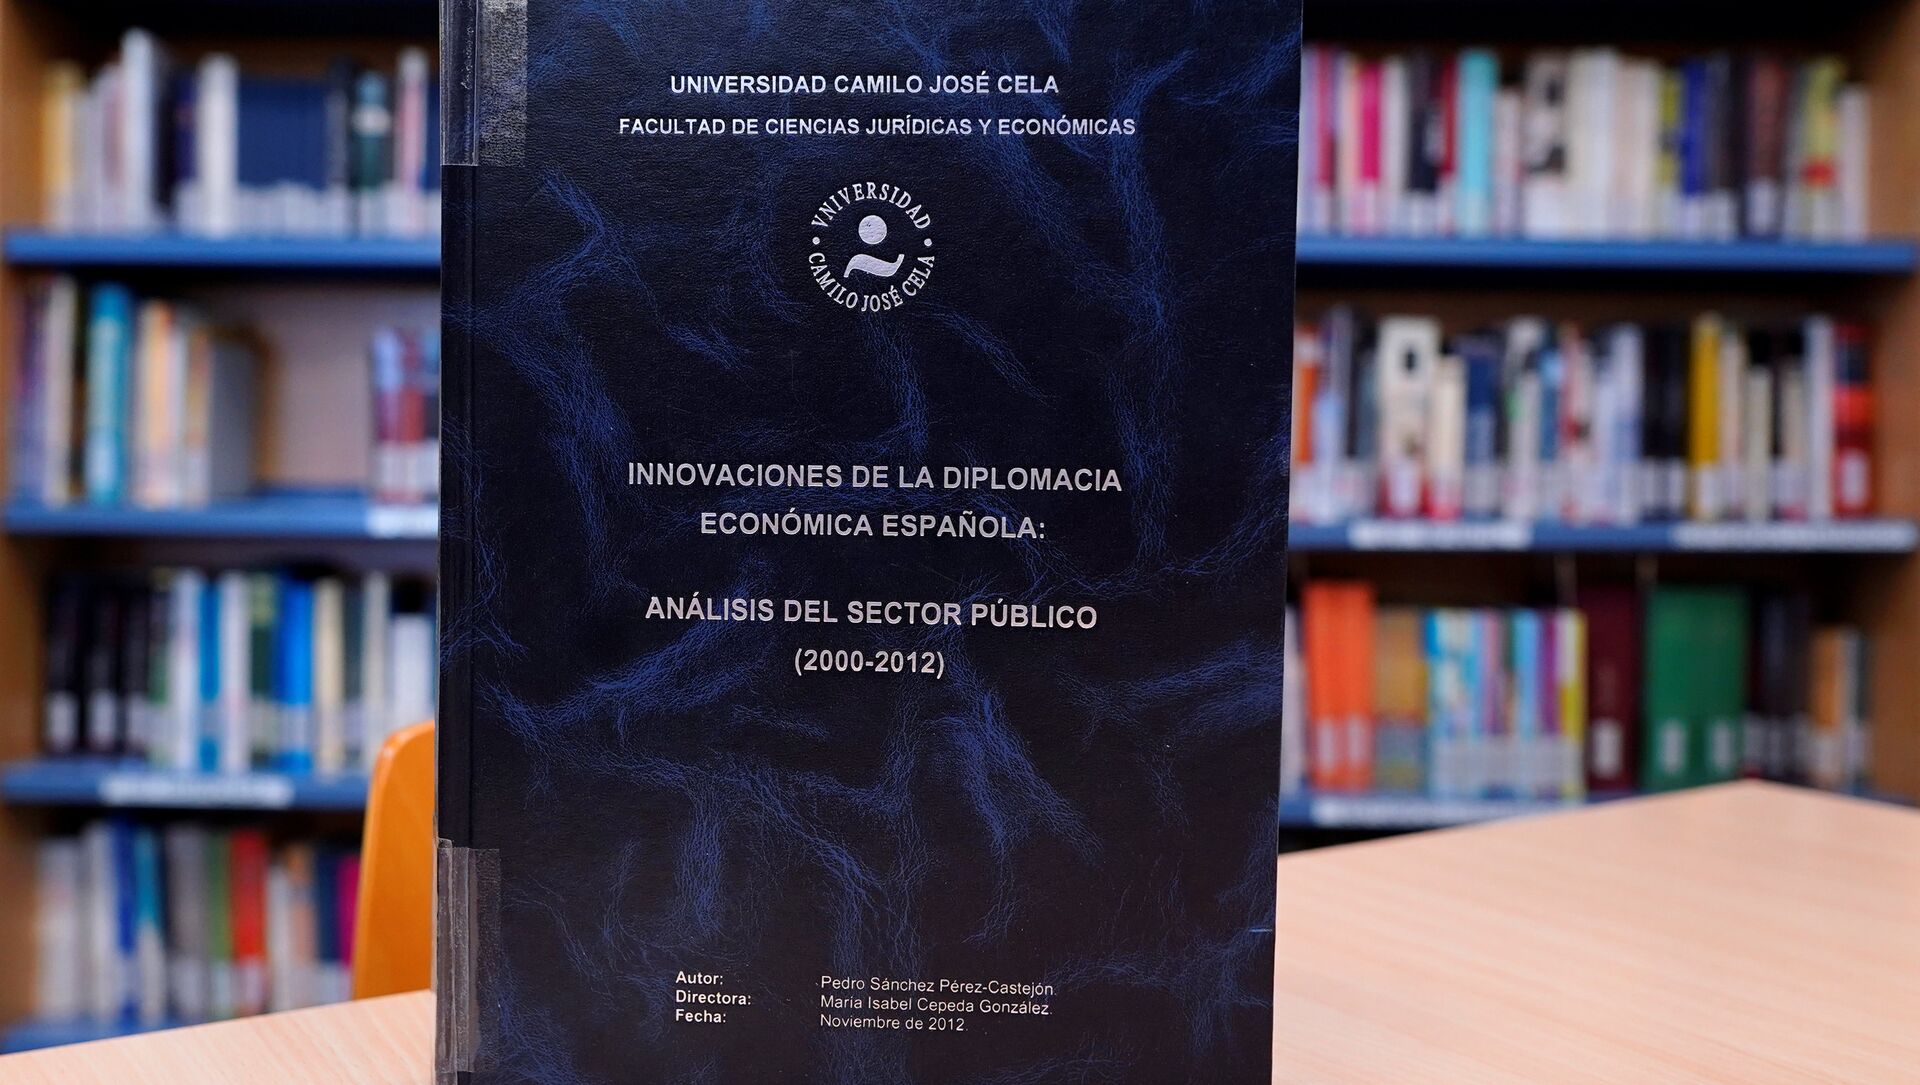 UNIVERSIDAD CAMILO JOSÉ CELA
FACULTAD DE CIENCIAS JURÍDICAS Y ECONÓMICAS
VNIVERSIDAD
CAMILO JOSÉ CELA
INNOVACIONES DE LA DIPLOMACIA
ECONÓMICA ESPAÑOLA:
ANÁLISIS DEL SECTOR PÚBLICO
(2000-2012)
Autor: Pedro Sánchez Pérez-Castejón.
Directora: María Isabel Cepeda González.
Fecha: Noviembre de 2012.